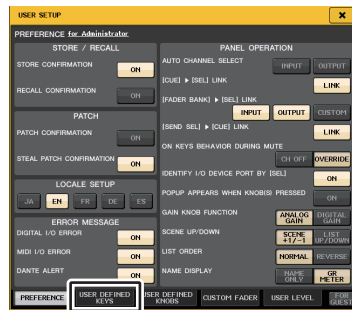 USER SETUP
PREFERENCE for Administrator
STORE / RECALL
STORE CONFIRMATION ON
RECALL CONFIRMATION ON
PATCH
PATCH CONFIRMATION ON
STEAL PATCH CONFIRMATION ON
LOCALE SETUP
JA EN FR DE ES
ERROR MESSAGE
DIGITAL I/O ERROR ON
MIDI I/O ERROR ON
DANTE ALERT ON
PANEL OPERATION
AUTO CHANNEL SELECT INPUT OUTPUT
[CUE] ▶ [SEL] LINK LINK
[FADER BANK] ▶ [SEL] LINK
INPUT OUTPUT CUSTOM
[SEND SEL] ▶ [CUE] LINK LINK
ON KEYS BEHAVIOR DURING MUTE
CH OFF OVERRIDE
IDENTIFY I/O DEVICE PORT BY [SEL] ON
POPUP APPEARS WHEN KNOB(S) PRESSED ON
GAIN KNOB FUNCTION ANALOG GAIN DIGITAL GAIN
SCENE UP/DOWN SCENE +1/-1 LIST UP/DOWN
LIST ORDER NORMAL REVERSE
NAME DISPLAY NAME ONLY GR METER
PREFERENCE USER DEFINED KEYS USER DEFINED KNOBS CUSTOM FADER USER LEVEL FOR GUEST